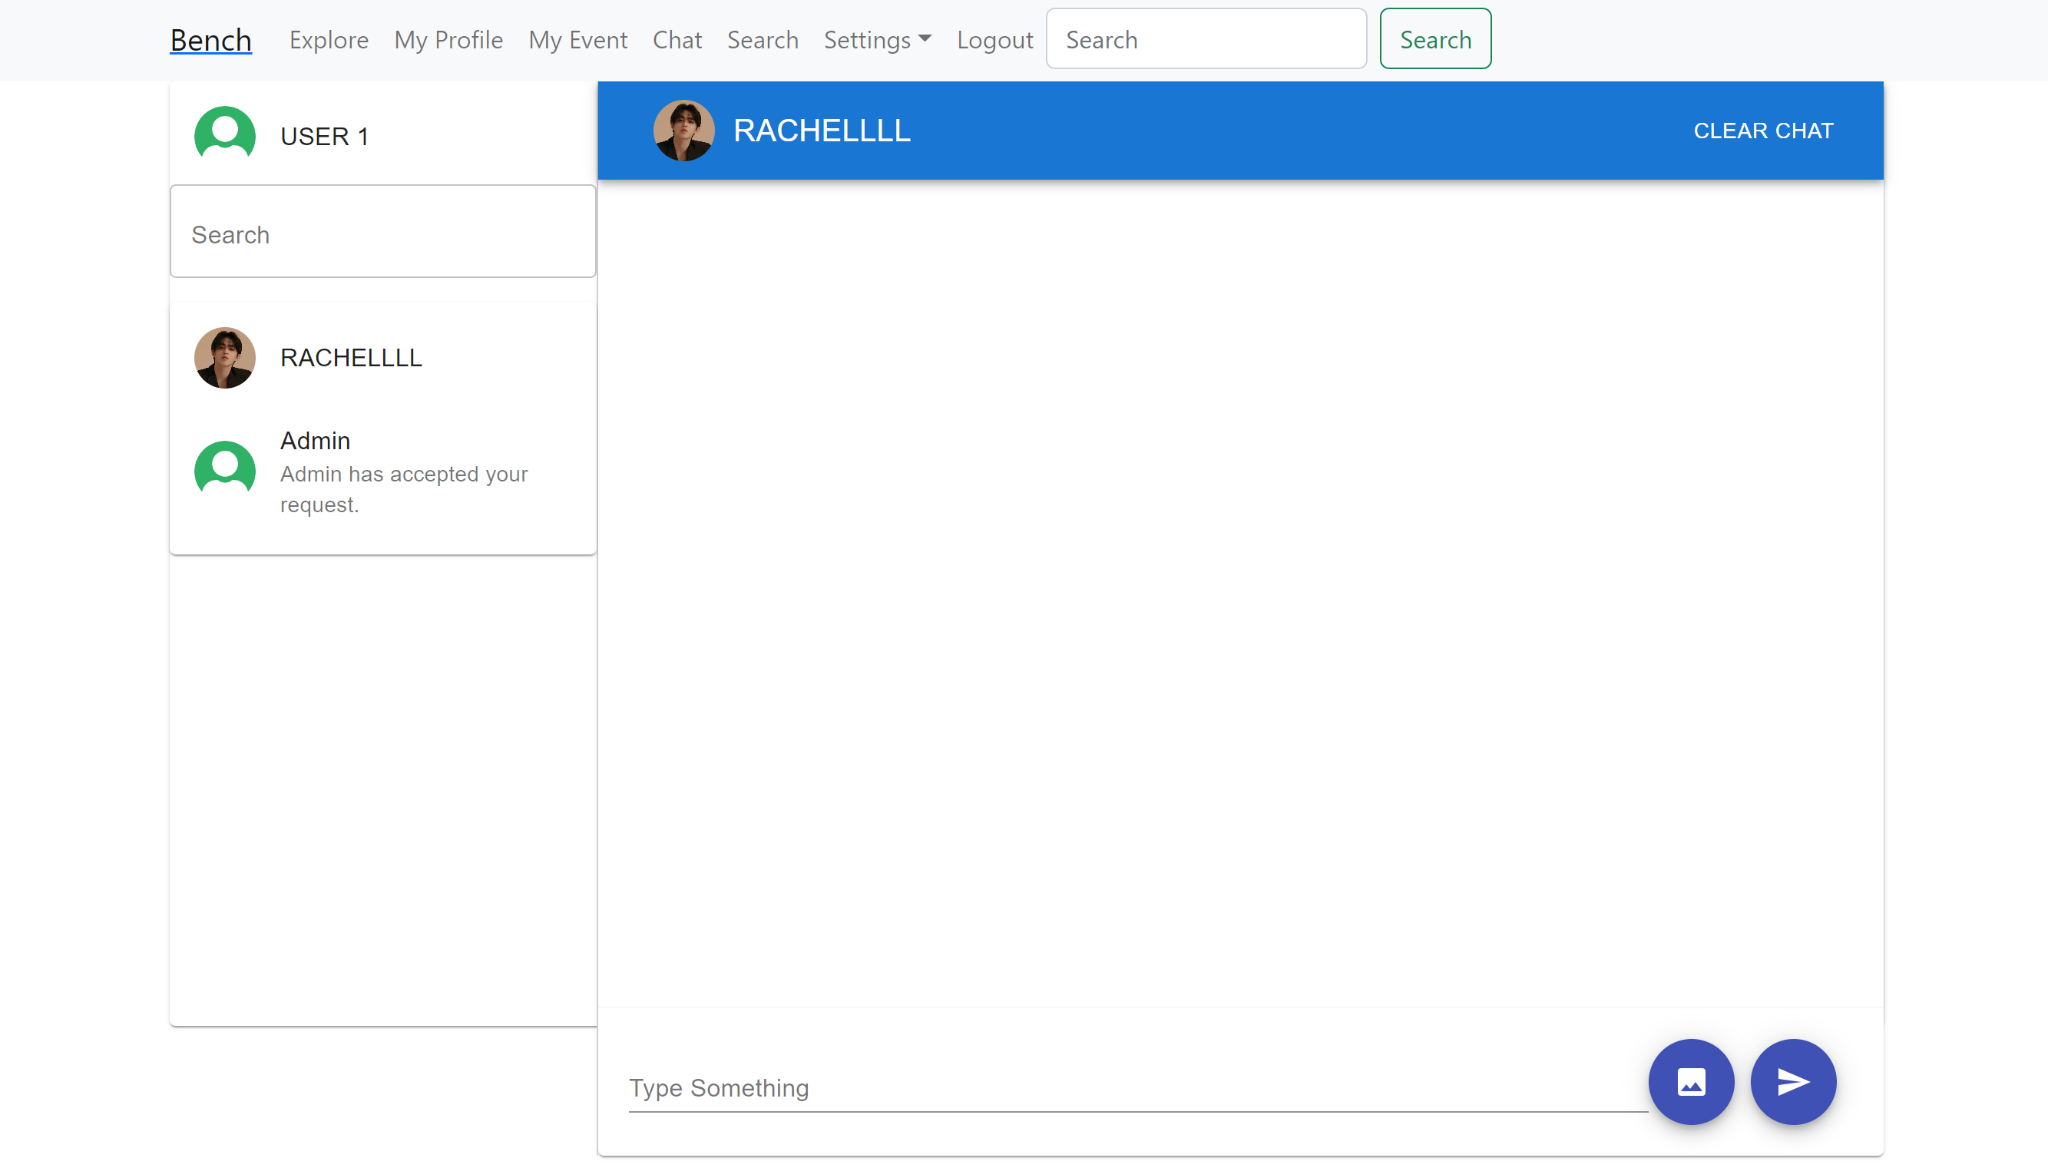 Bench Explore My Profile My Event Chat Search Settings Logout Search Search
USER 1
RACHELLLL CLEAR CHAT
Search
RACHELLLL
Admin
Admin has accepted your
request.
Type Something